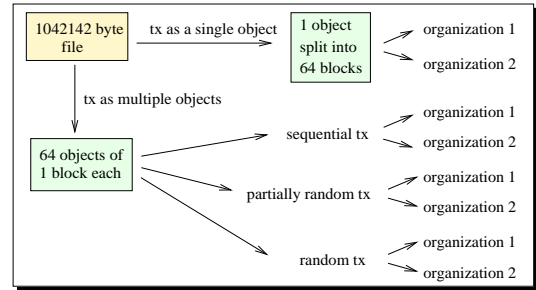 1042142 byte
file
tx as a single object
1 object
split into
64 blocks
organization 1
organization 2
tx as multiple objects
64 objects of
1 block each
sequential tx
organization 1
organization 2
partially random tx
organization 1
organization 2
random tx
organization 1
organization 2